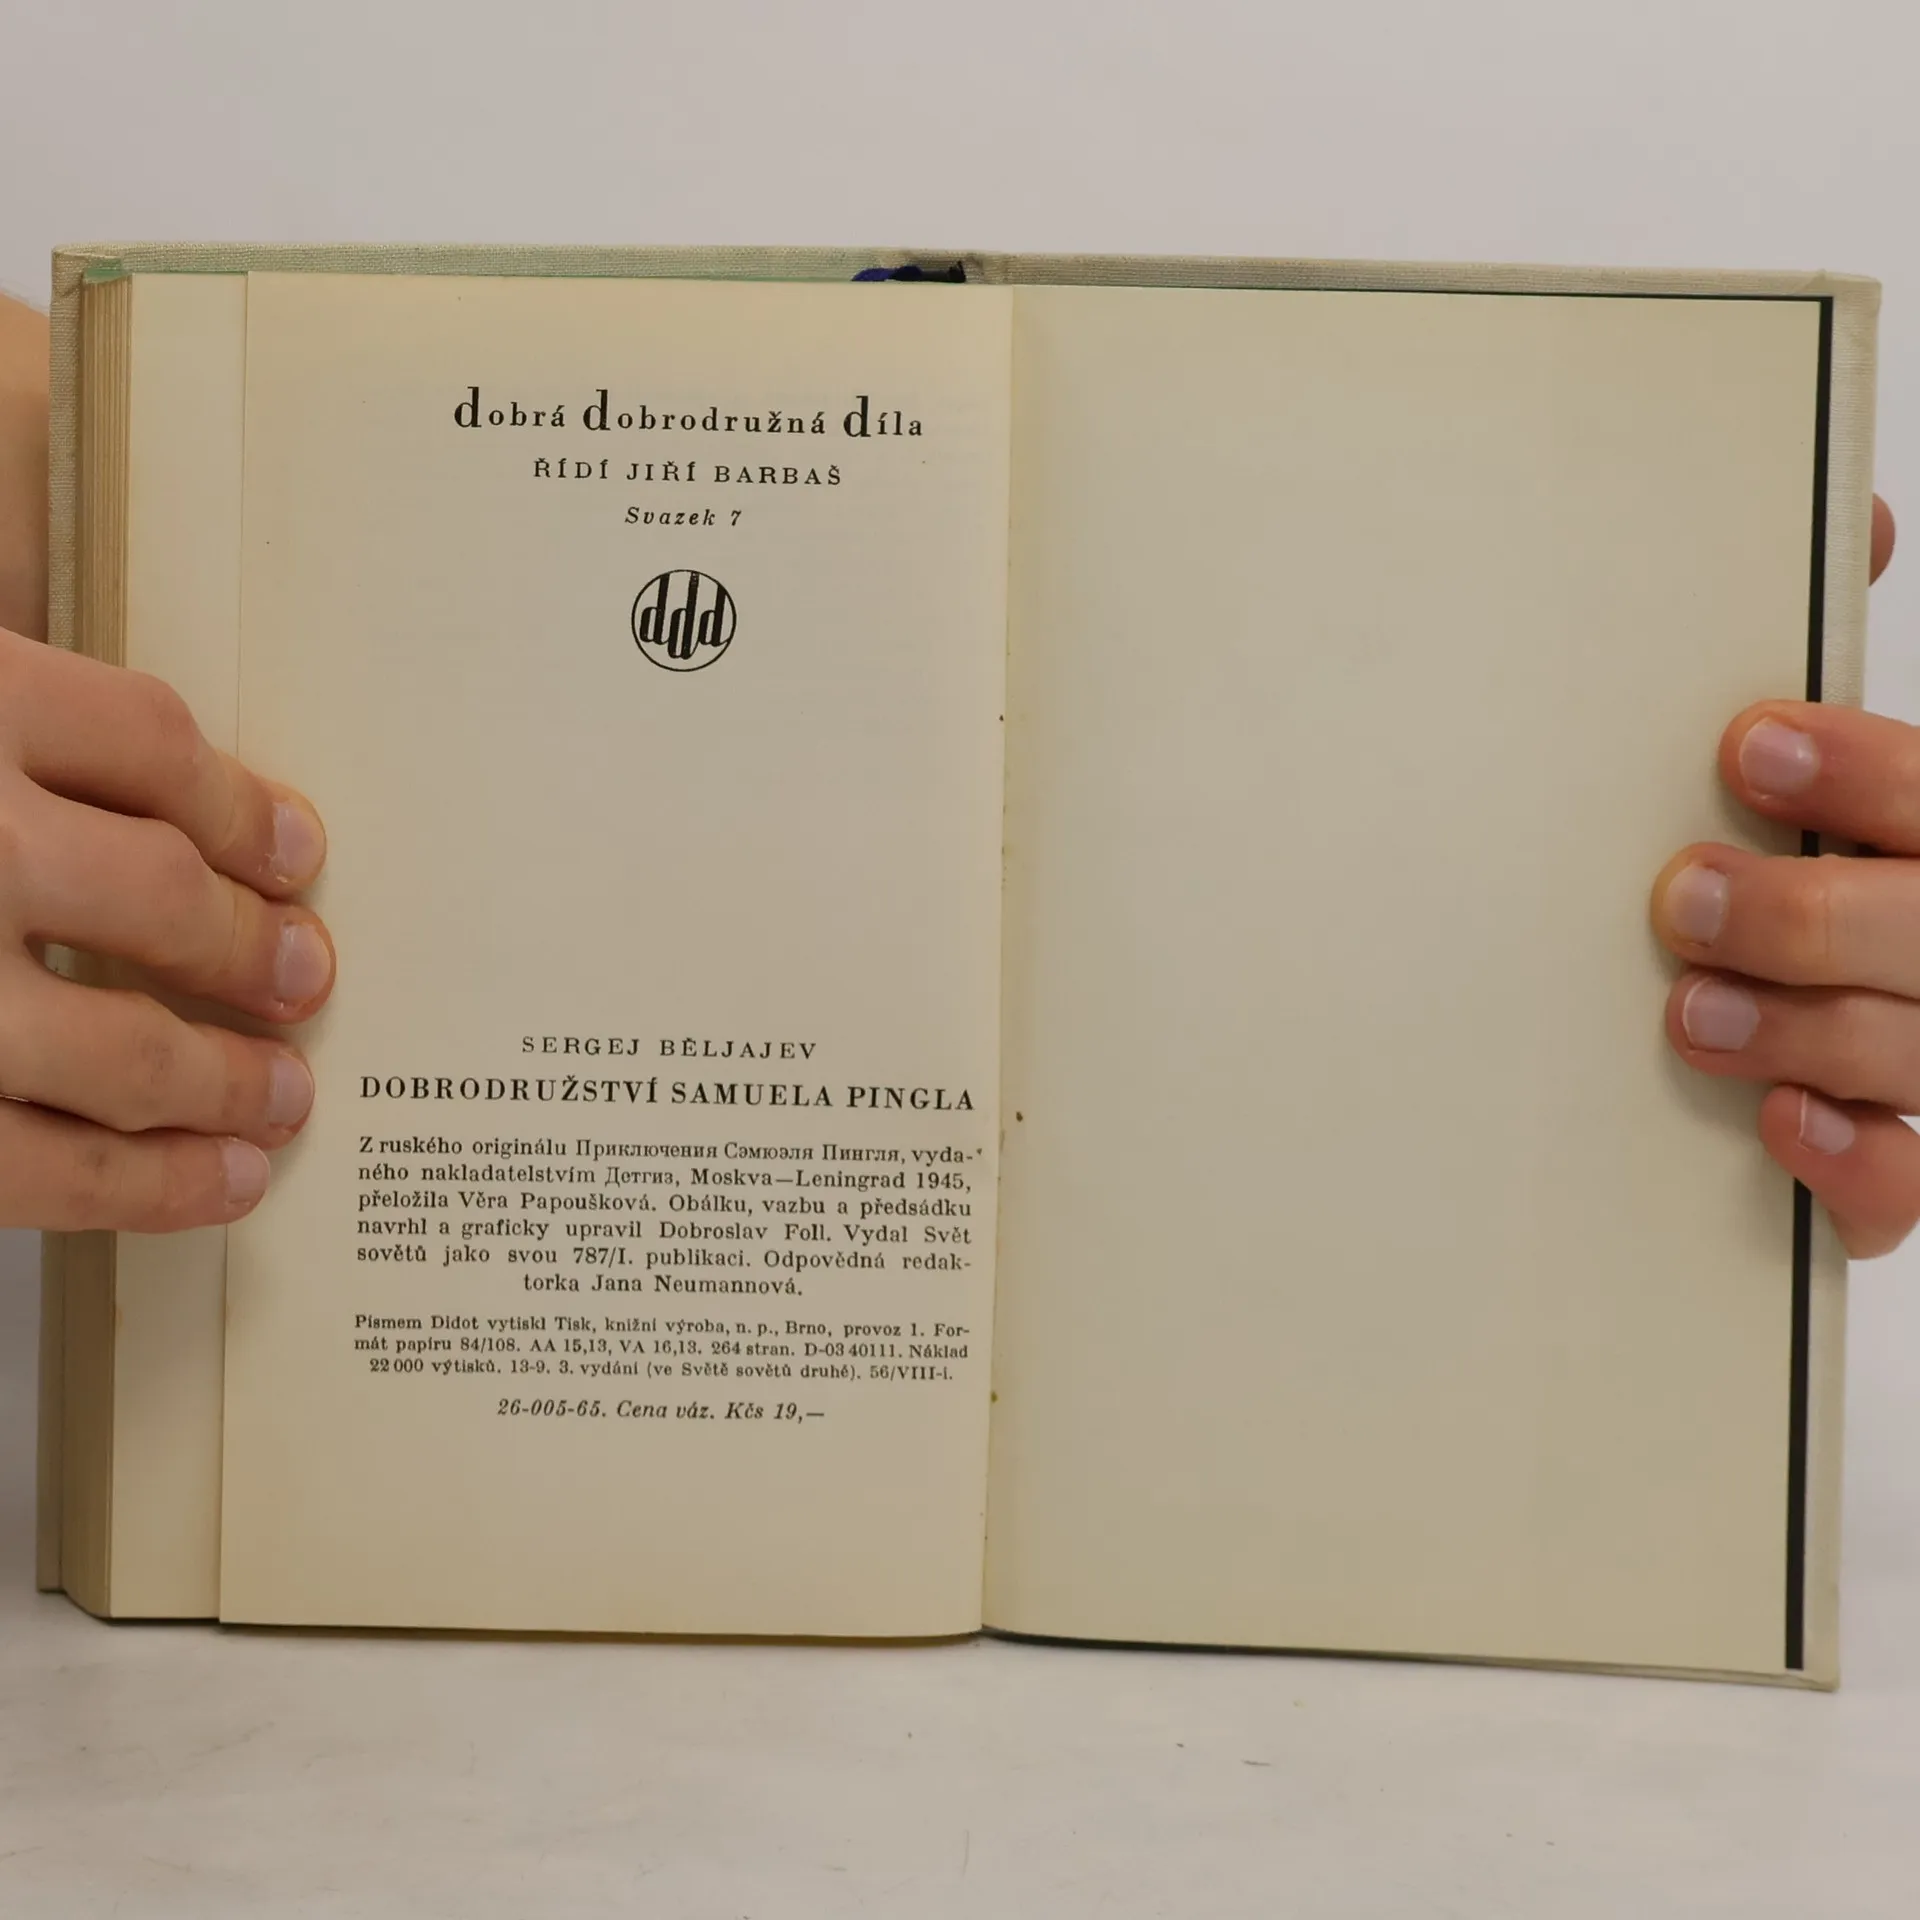 dobrá dobrodružná díla
ŘÍDÍ JIŘÍ BARBAŠ
Svazek 7
ddd
SERGEJ BĚLJAJEV
DOBRODRUŽSTVÍ SAMUELA PINGLA
Z ruského originálu Приключения Сэмюэля Пингля, vyda-
ného nakladatelstvím Детгиз, Moskva—Leningrad 1945,
přeložila Věra Papoušková. Obálku, vazbu a předsádku
navrhl a graficky upravil Dobroslav Foll. Vydal Svět
sovětů jako svou 787/I. publikaci. Odpovědná redak-
torka Jana Neumannová.
Písmem Didot vytiskl Tisk, knižní výroba, n. p., Brno, provoz 1. For-
mát papíru 84/108. AA 15,13, VA 16,13. 264 stran. D-03 40111. Náklad
22 000 výtisků. 13-9. 3. vydání (ve Světě sovětů druhé). 56/VIII-i.
26-005-65. Cena váz. Kčs 19,—